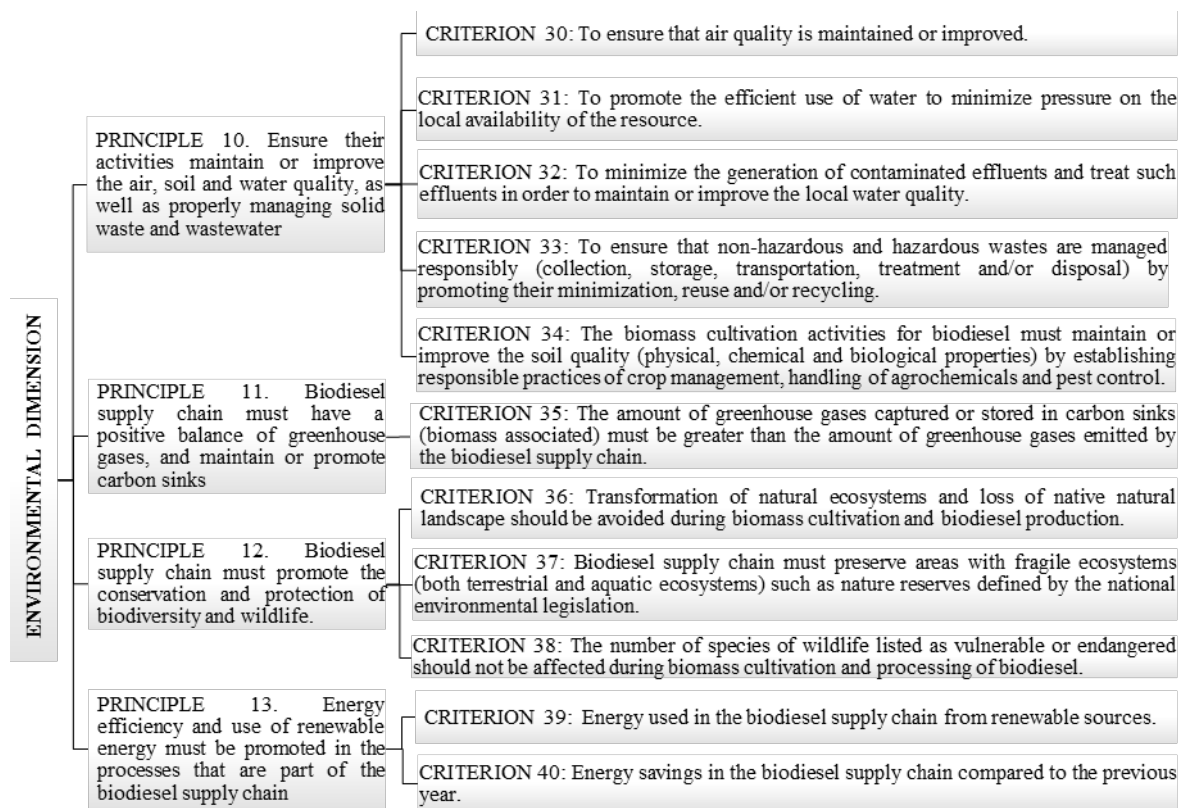 ENVIRONMENTAL DIMENSION
PRINCIPLE 10. Ensure their
activities maintain or improve
the air, soil and water quality, as
well as properly managing solid
waste and wastewater
CRITERION 30: To ensure that air quality is maintained or improved.
CRITERION 31: To promote the efficient use of water to minimize pressure on the
local availability of the resource.
CRITERION 32: To minimize the generation of contaminated effluents and treat such
effluents in order to maintain or improve the local water quality.
CRITERION 33: To ensure that non-hazardous and hazardous wastes are managed
responsibly (collection, storage, transportation, treatment and/or disposal) by
promoting their minimization, reuse and/or recycling.
CRITERION 34: The biomass cultivation activities for biodiesel must maintain or
improve the soil quality (physical, chemical and biological properties) by establishing
responsible practices of crop management, handling of agrochemicals and pest control.
PRINCIPLE 11. Biodiesel
supply chain must have a
positive balance of greenhouse
gases, and maintain or promote
carbon sinks
CRITERION 35: The amount of greenhouse gases captured or stored in carbon sinks
(biomass associated) must be greater than the amount of greenhouse gases emitted by
the biodiesel supply chain.
PRINCIPLE 12. Biodiesel
supply chain must promote the
conservation and protection of
biodiversity and wildlife.
CRITERION 36: Transformation of natural ecosystems and loss of native natural
landscape should be avoided during biomass cultivation and biodiesel production.
CRITERION 37: Biodiesel supply chain must preserve areas with fragile ecosystems
(both terrestrial and aquatic ecosystems) such as nature reserves defined by the national
environmental legislation.
CRITERION 38: The number of species of wildlife listed as vulnerable or endangered
should not be affected during biomass cultivation and processing of biodiesel.
PRINCIPLE 13. Energy
efficiency and use of renewable
energy must be promoted in the
processes that are part of the
biodiesel supply chain
CRITERION 39: Energy used in the biodiesel supply chain from renewable sources.
CRITERION 40: Energy savings in the biodiesel supply chain compared to the previous
year.